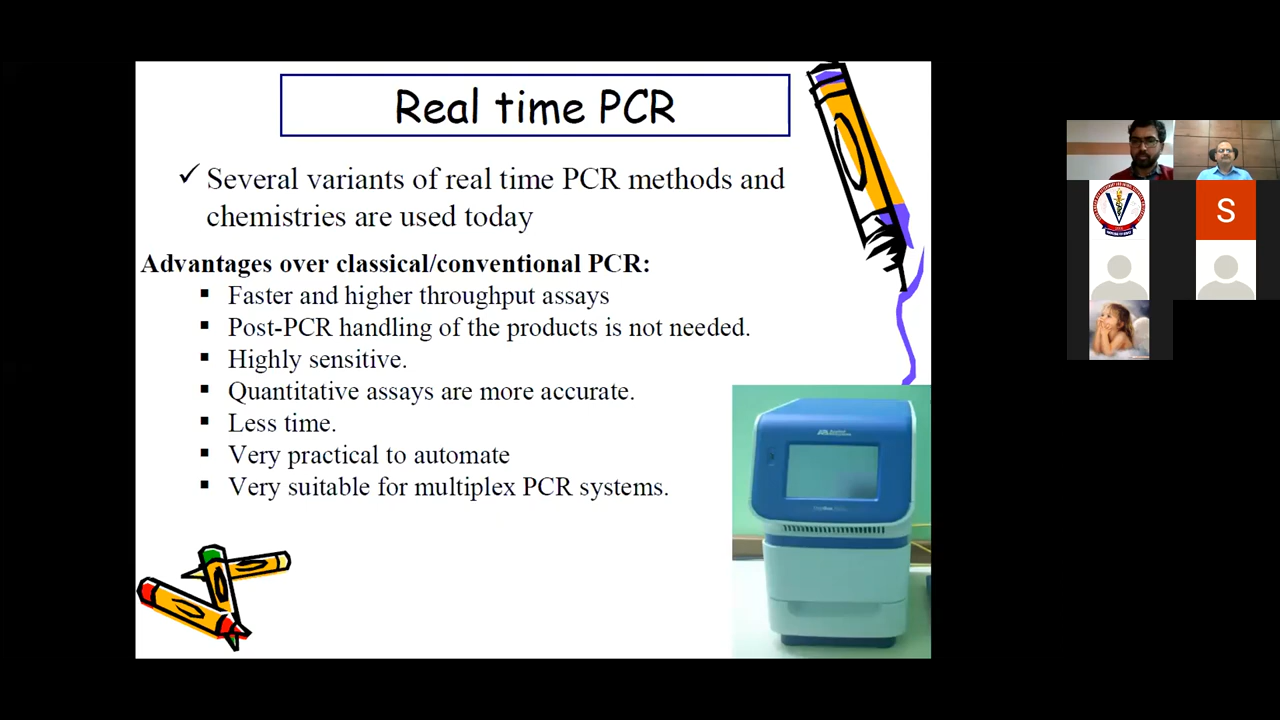 Real time PCR
✓ Several variants of real time PCR methods and
chemistries are used today
Advantages over classical/conventional PCR:
▪ Faster and higher throughput assays
▪ Post-PCR handling of the products is not needed.
▪ Highly sensitive.
▪ Quantitative assays are more accurate.
▪ Less time.
▪ Very practical to automate
▪ Very suitable for multiplex PCR systems.
S